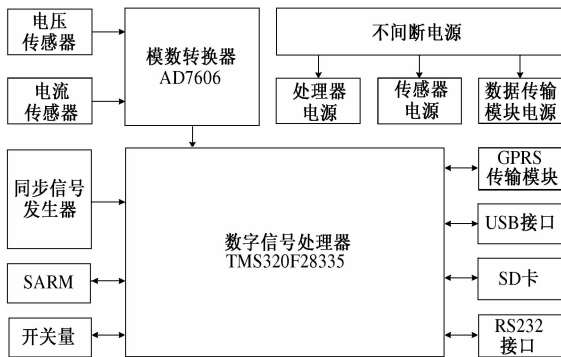 电压
传感器
电流
传感器
模数转换器
AD7606
不间断电源
处理器
电源
传感器
电源
数据传输
模块电源
同步信号
发生器
SARM
开关量
数字信号处理器
TMS320F28335
GPRS
传输模块
USB接口
SD卡
RS232
接口